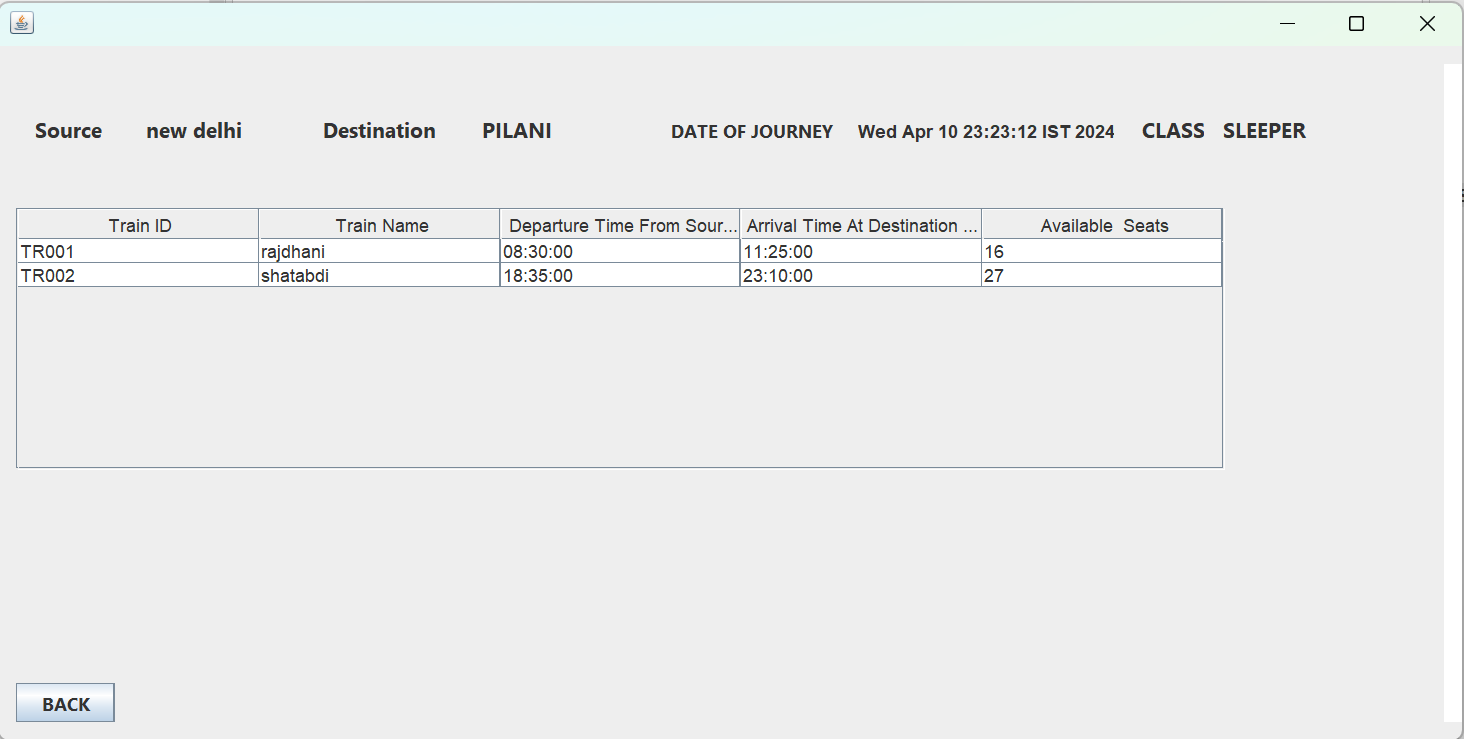 Source new delhi Destination PILANI DATE OF JOURNEY Wed Apr 10 23:23:12 IST 2024 CLASS SLEEPER
Train ID Train Name Departure Time From Sour... Arrival Time At Destination ... Available Seats
TR001 rajdhani 08:30:00 11:25:00 16
TR002 shatabdi 18:35:00 23:10:00 27
BACK